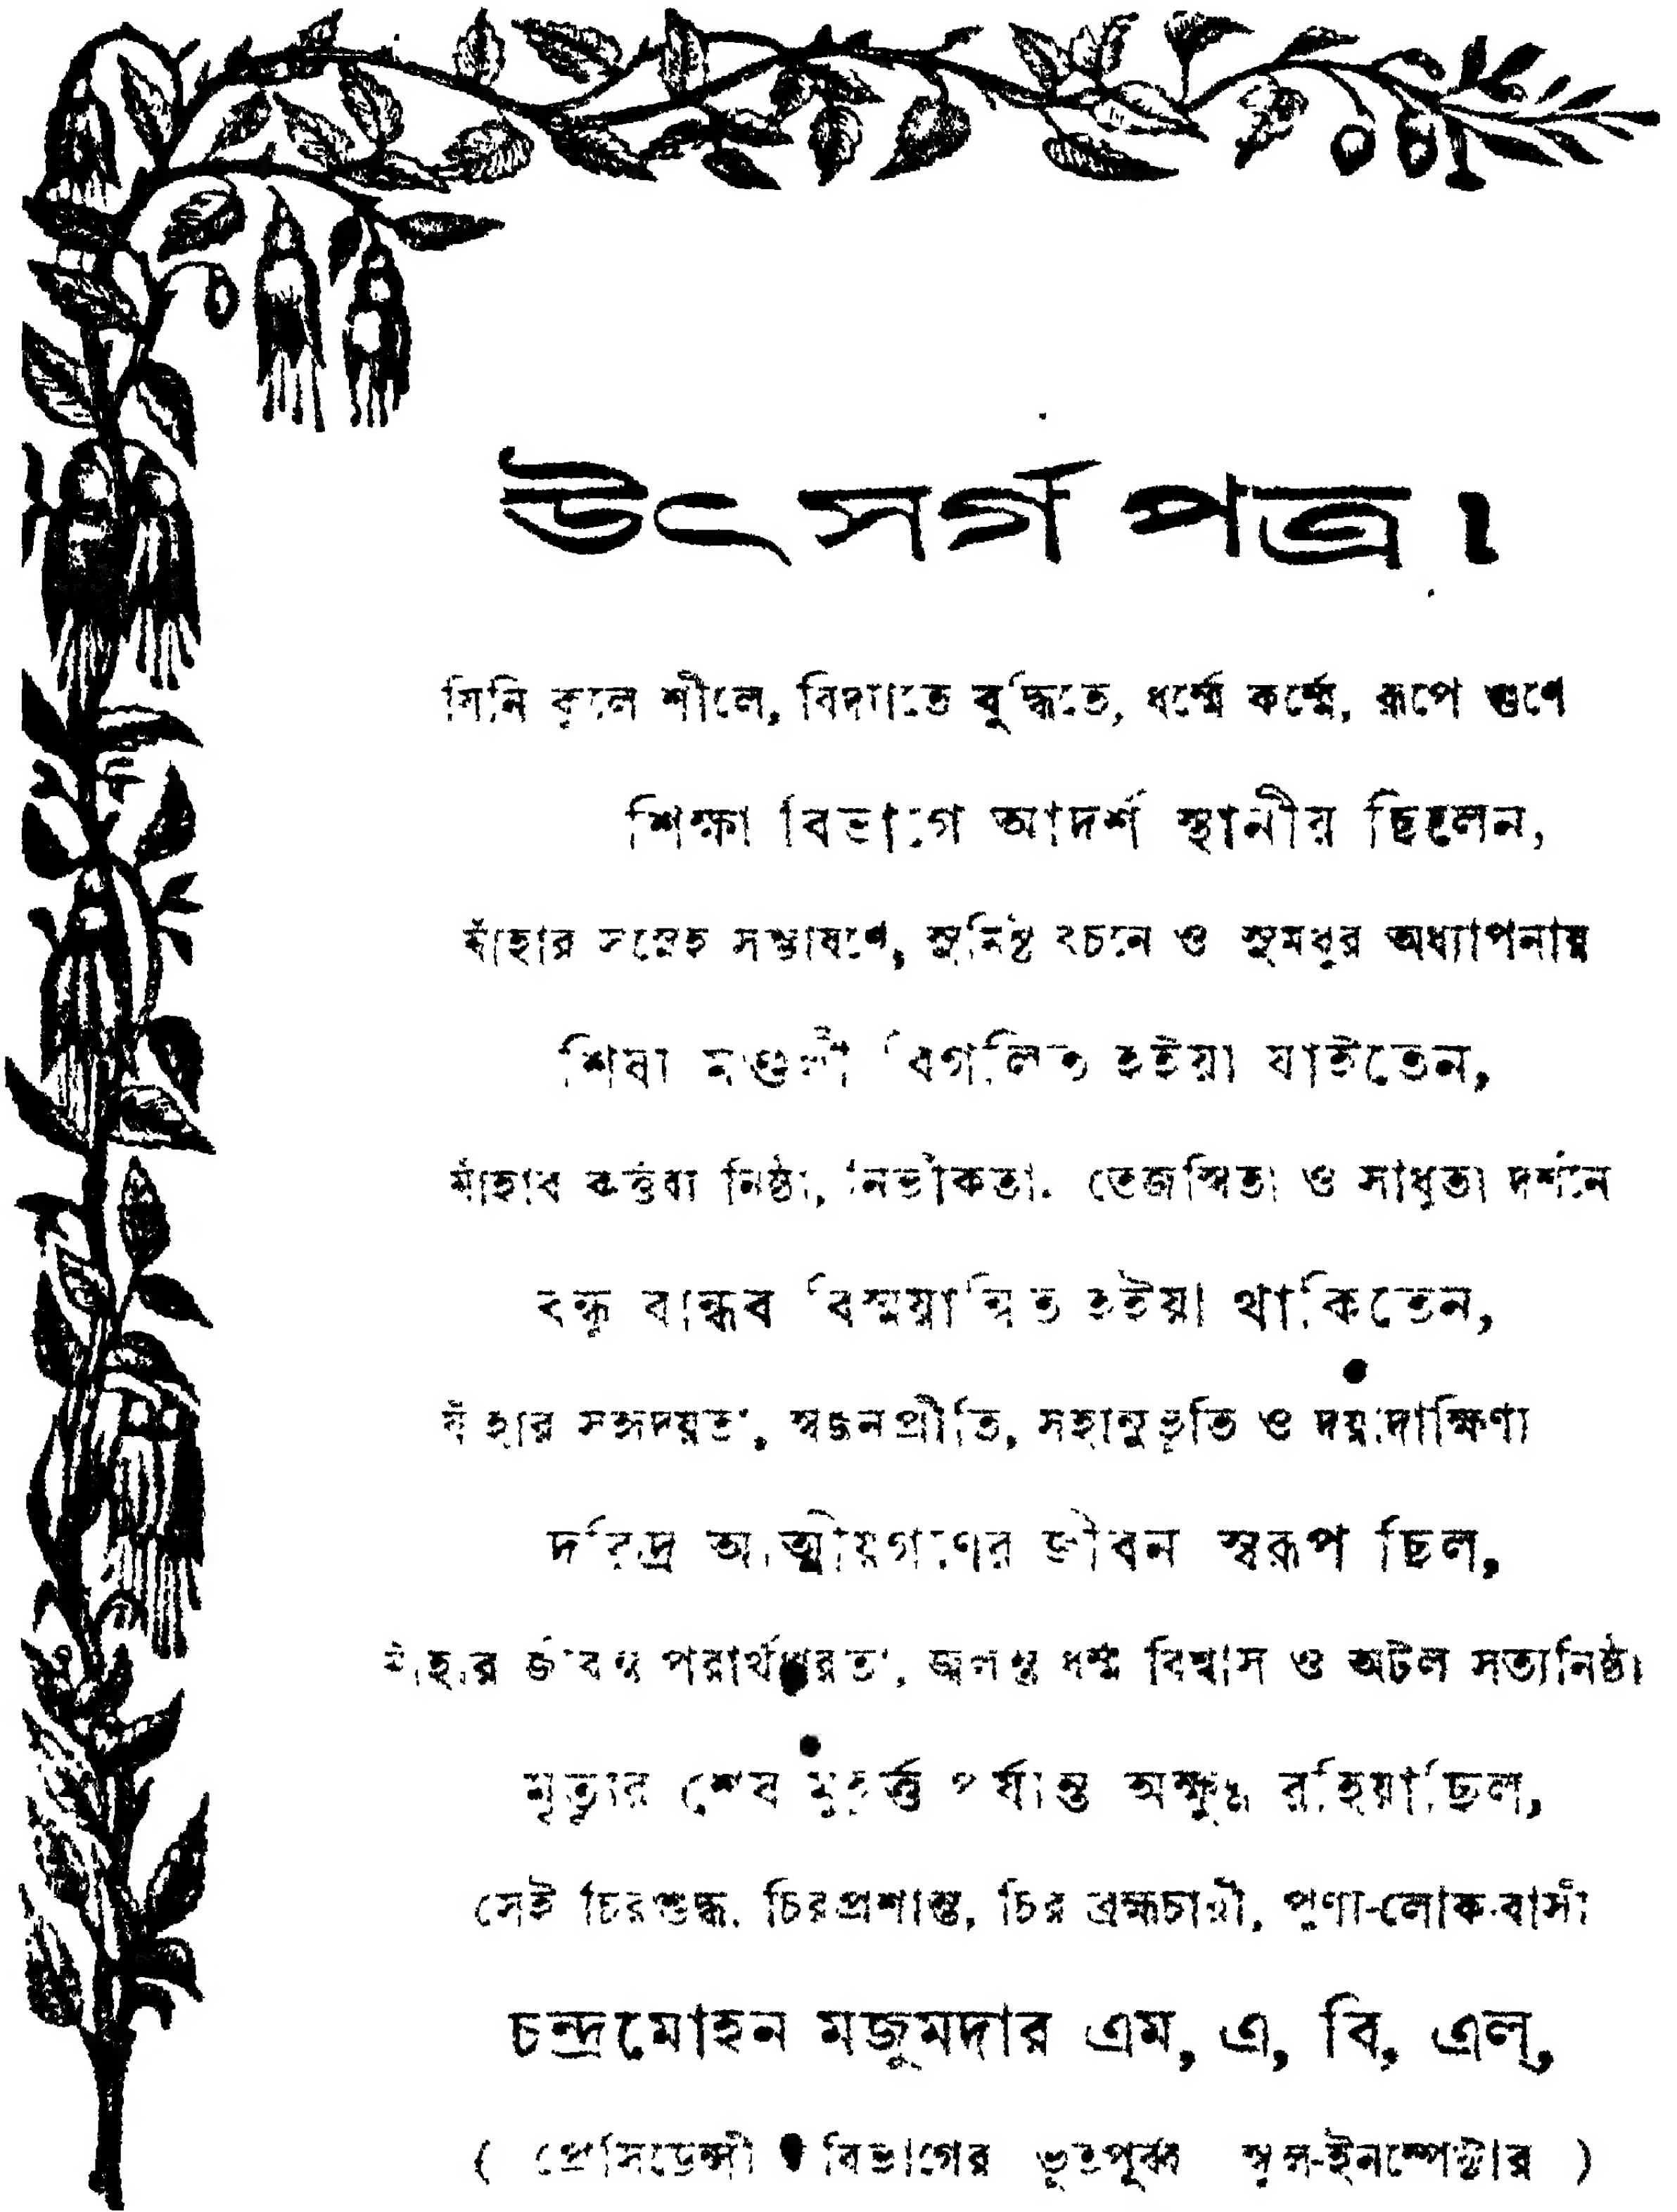 উৎসর্গ পত্র।
যিনি কুলে শীলে, বিদ্যাতে বুদ্ধিতে, ধর্ম্মে কর্ম্মে, রূপে গুণে
শিক্ষা বিভাগে আদর্শ স্থানীয় ছিলেন,
যাঁহার সস্নেহ সম্ভাষণে, সুমিষ্ট বচনে ও সুমধুর অধ্যাপনায়
শিষ্য মণ্ডলী বিগলিত হইয়া যাইতেন,
যাঁহার কর্ত্তব্য নিষ্ঠা, নির্ভীকতা, তেজস্বিতা ও সাধুতা দর্শনে
বন্ধু বান্ধব বিস্ময়ান্বিত হইয়া থাকিতেন,
যাঁহার সহৃদয়তা, স্বজনপ্রীতি, সহানুভূতি ও দয়াদাক্ষিণ্য
দরিদ্র আত্মীয়গণের জীবন স্বরূপ ছিল,
যাঁহার জীবন্ত পরার্থপরতা, জ্বলন্ত ধর্ম্ম বিশ্বাস ও অটল সত্যনিষ্ঠা
মৃত্যুর শেষ মুহূর্ত্ত পর্য্যন্ত অক্ষুণ্ণ রহিয়াছিল,
সেই চিরশুদ্ধ, চিরপ্রশান্ত, চির ব্রহ্মচারী, পুণ্য-লোক-বাসী
চন্দ্রমোহন মজুমদার এম, এ, বি, এল্,
( প্রেসিডেন্সী বিভাগের ভূতপূর্ব্ব স্কুল-ইনস্পেক্টার )